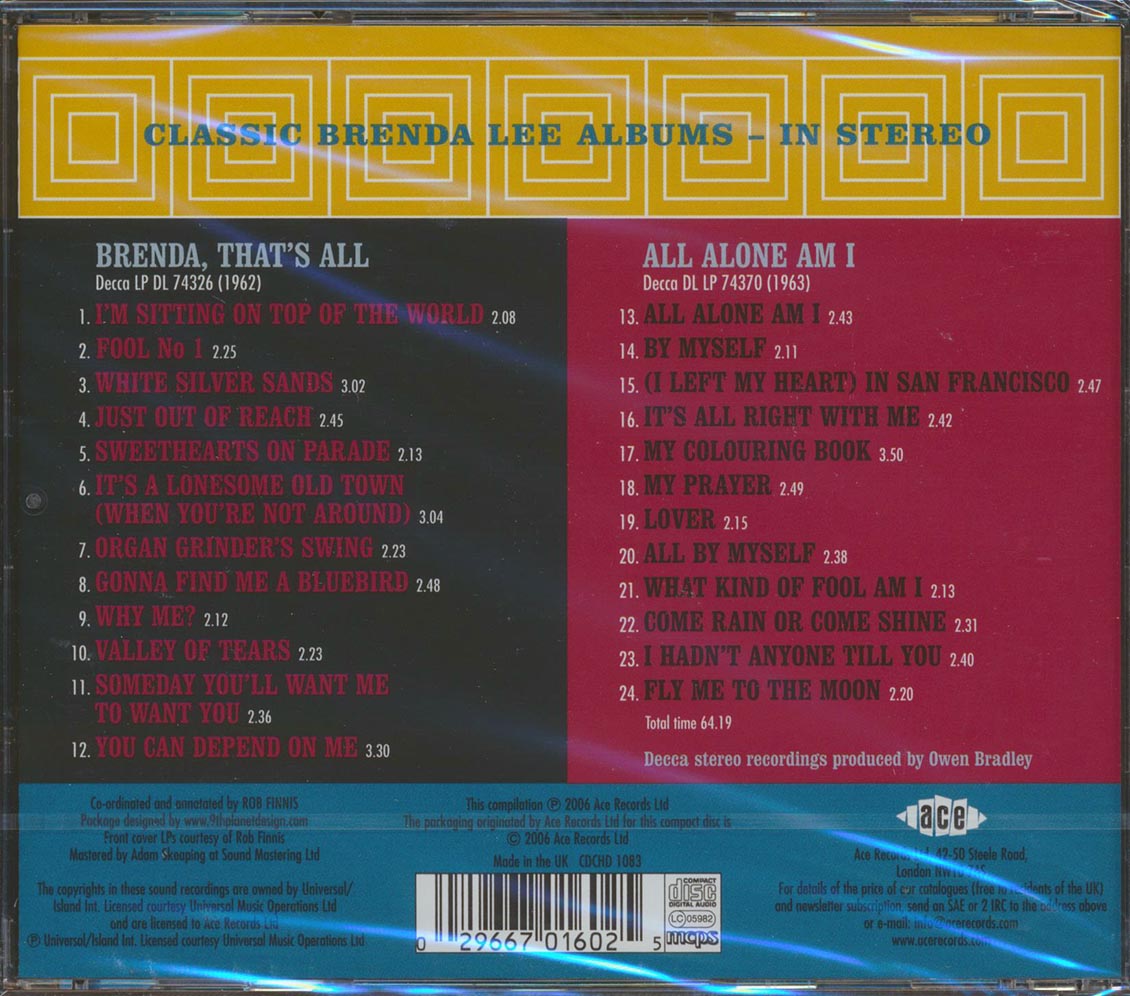 CLASSIC BRENDA LEE ALBUMS – IN STEREO
BRENDA, THAT'S ALL
Decca LP DL 74326 (1962)
1. I'M SITTING ON TOP OF THE WORLD 2.08
2. FOOL No 1 2.25
3. WHITE SILVER SANDS 3.02
4. JUST OUT OF REACH 2.45
5. SWEETHEARTS ON PARADE 2.13
6. IT'S A LONESOME OLD TOWN
(WHEN YOU'RE NOT AROUND) 3.04
7. ORGAN GRINDER'S SWING 2.23
8. GONNA FIND ME A BLUEBIRD 2.48
9. WHY ME? 2.12
10. VALLEY OF TEARS 2.23
11. SOMEDAY YOU'LL WANT ME
TO WANT YOU 2.36
12. YOU CAN DEPEND ON ME 3.30
ALL ALONE AM I
Decca DL LP 74370 (1963)
13. ALL ALONE AM I 2.43
14. BY MYSELF 2.11
15. (I LEFT MY HEART) IN SAN FRANCISCO 2.47
16. IT'S ALL RIGHT WITH ME 2.42
17. MY COLOURING BOOK 3.50
18. MY PRAYER 2.49
19. LOVER 2.15
20. ALL BY MYSELF 2.38
21. WHAT KIND OF FOOL AM I 2.13
22. COME RAIN OR COME SHINE 2.31
23. I HADN'T ANYONE TILL YOU 2.40
24. FLY ME TO THE MOON 2.20
Total time 64.19
Decca stereo recordings produced by Owen Bradley
Co-ordinated and annotated by ROB FINNIS
Package designed by www.9thplanetdesign.com
Front cover LPs courtesy of Rob Finnis
Mastered by Adam Skeaping at Sound Mastering Ltd
The copyrights in these sound recordings are owned by Universal/
Island Int. Licensed courtesy Universal Music Operations Ltd
and are licensed to Ace Records Ltd
℗ Universal/Island Int. Licensed courtesy Universal Music Operations Ltd
This compilation ℗ 2006 Ace Records Ltd
The packaging originated by Ace Records Ltd for this compact disc is
© 2006 Ace Records Ltd
Made in the UK CDCHD 1083
0 29667 01602 5
COMPACT
disc
DIGITAL AUDIO
LC 05982
mcps
ace
Ace Records Ltd, 42-50 Steele Road,
London
For details of the price of our catalogues (free to residents of the UK)
and newsletter subscription, send an SAE or 2 IRC to the address above
or e-mail: info@acerecords.com
www.acerecords.com